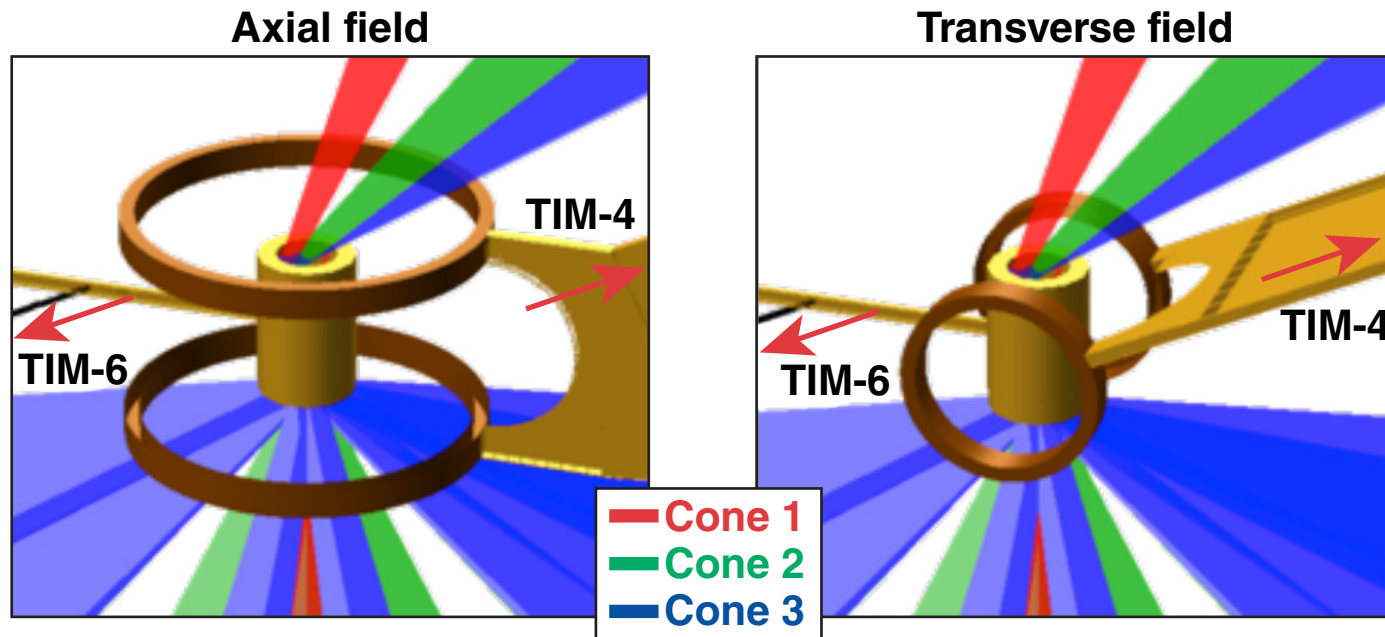 Axial field
Transverse field
TIM-4
TIM-6
TIM-4
TIM-6
Cone 1
Cone 2
Cone 3